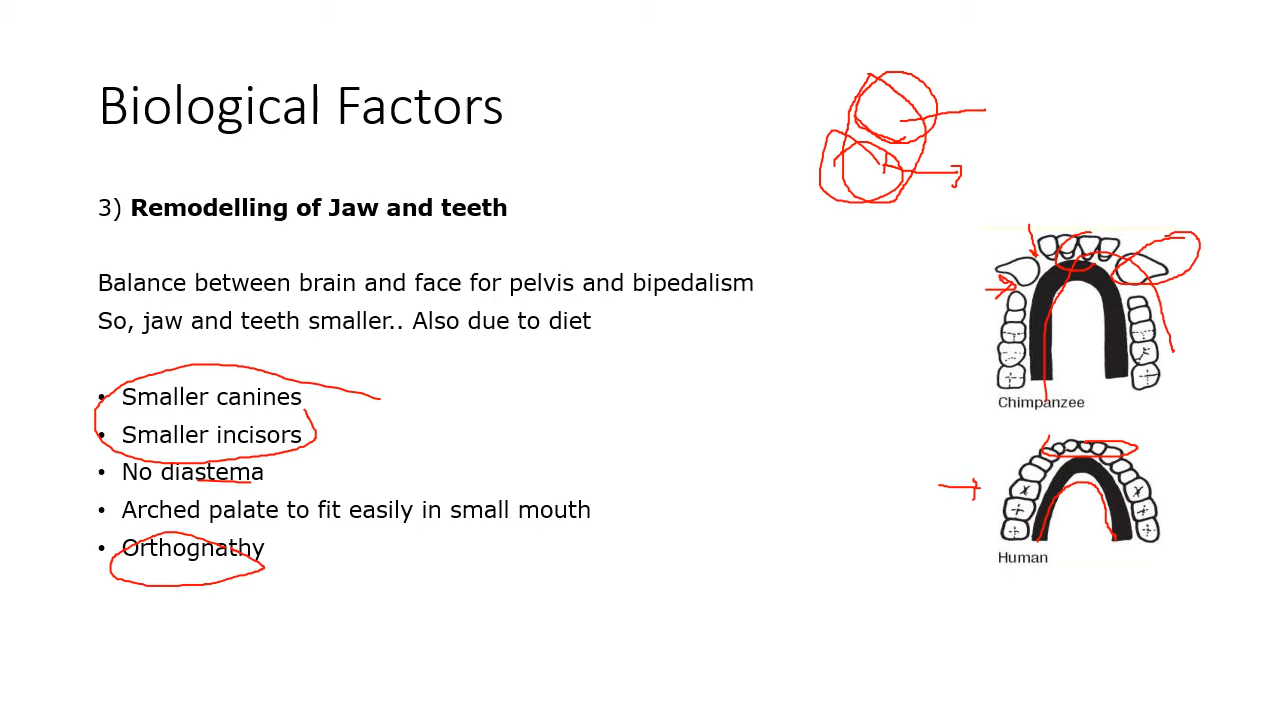 Biological Factors
3) Remodelling of Jaw and teeth
Balance between brain and face for pelvis and bipedalism
So, jaw and teeth smaller.. Also due to diet
• Smaller canines
• Smaller incisors
• No diastema
• Arched palate to fit easily in small mouth
• Orthognathy
Chimpanzee
Human